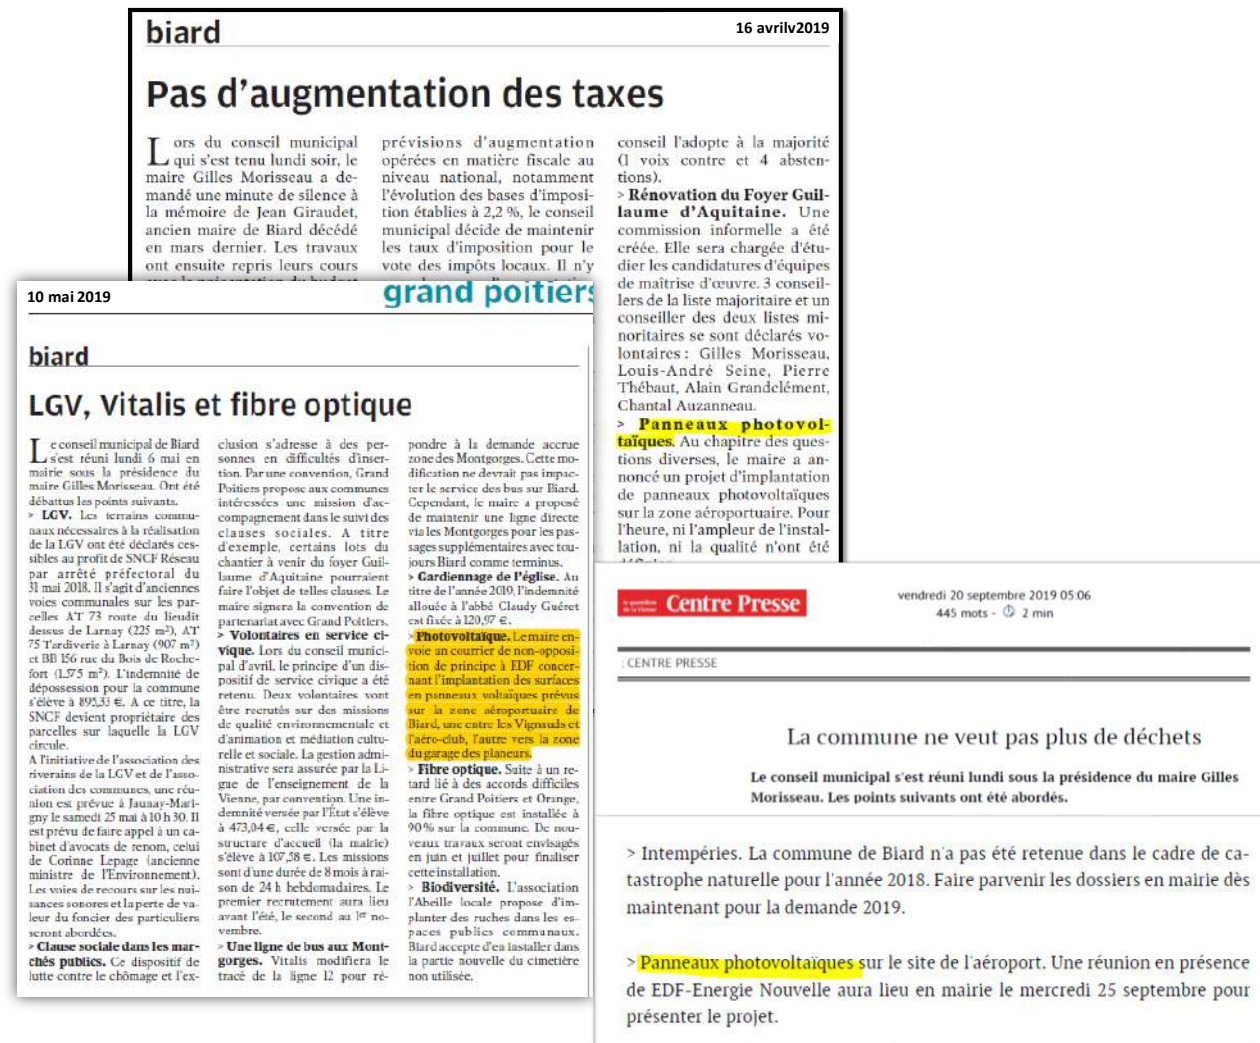 biard
16 avrilv2019
Pas d'augmentation des taxes
Lors du conseil municipal
qui s'est tenu lundi soir, le
maire Gilles Morisseau a de-
mandé une minute de silence à
la mémoire de Jean Giraudet,
ancien maire de Biard décédé
en mars dernier. Les travaux
ont ensuite repris leurs cours
prévisions d'augmentation
opérées en matière fiscale au
niveau national, notamment
l'évolution des bases d'imposi-
tion établies à 2,2 %, le conseil
municipal décide de maintenir
les taux d'imposition pour le
vote des impôts locaux. Il n'y
conseil l'adopte à la majorité
(1 voix contre et 4 absten-
tions).
> Rénovation du Foyer Guil-
laume d'Aquitaine. Une
commission informelle a été
créée. Elle sera chargée d'étu-
dier les candidatures d'équipes
de maîtrise d'œuvre. 3 conseil-
lers de la liste majoritaire et un
conseiller des deux listes mi-
noritaires se sont déclarés vo-
lontaires : Gilles Morisseau,
Louis-André Seine, Pierre
Thébaut, Alain Grandclément,
Chantal Auzanneau.
> Panneaux photovol-
taïques. Au chapitre des ques-
tions diverses, le maire a an-
noncé un projet d'implantation
de panneaux photovoltaïques
sur la zone aéroportuaire. Pour
l'heure, ni l'ampleur de l'instal-
lation, ni la qualité n'ont été
10 mai 2019
grand poitiers
biard
LGV, Vitalis et fibre optique
Le conseil municipal de Biard
s'est réuni lundi 6 mai en
mairie sous la présidence du
maire Gilles Morisseau. Ont été
débattus les points suivants.
> LGV. Les terrains commu-
naux nécessaires à la réalisation
de la LGV ont été déclarés ces-
sibles au profit de SNCF Réseau
par arrêté préfectoral du
31 mai 2018. Il s'agit d'anciennes
voies communales sur les par-
celles AT 73 route du lieudit
dessus de Larnay (225 m²), AT
75 Tardiverie à Larnay (907 m²)
et BB 156 rue du Bois de Roche-
fort (1.575 m²). L'indemnité de
dépossession pour la commune
s'élève à 895,33 €. A ce titre, la
SNCF devient propriétaire des
parcelles sur laquelle la LGV
circule.
A l'initiative de l'association des
riverains de la LGV et de l'asso-
ciation des communes, une réu-
nion est prévue à Jaunay-Mari-
gny le samedi 25 mai à 10 h 30. Il
est prévu de faire appel à un ca-
binet d'avocats de renom, celui
de Corinne Lepage (ancienne
ministre de l'Environnement).
Les voies de recours sur les nui-
sances sonores et la perte de va-
leur du foncier des particuliers
seront abordées.
> Clause sociale dans les mar-
chés publics. Ce dispositif de
lutte contre le chômage et l'ex-
clusion s'adresse à des per-
sonnes en difficultés d'inser-
tion. Par une convention, Grand
Poitiers propose aux communes
intéressées une mission d'ac-
compagnement dans le suivi des
clauses sociales. A titre
d'exemple, certains lots du
chantier à venir du foyer Guil-
laume d'Aquitaine pourraient
faire l'objet de telles clauses. Le
maire signera la convention de
partenariat avec Grand Poitiers.
> Volontaires en service ci-
vique. Lors du conseil munici-
pal d'avril, le principe d'un dis-
positif de service civique a été
retenu. Deux volontaires vont
être recrutés sur des missions
de qualité environnementale et
d'animation et médiation cultu-
relle et sociale. La gestion admi-
nistrative sera assurée par la Li-
gue de l'enseignement de la
Vienne, par convention. Une in-
demnité versée par l'État s'élève
à 473,04 €, celle versée par la
structure d'accueil (la mairie)
s'élève à 107,58 €. Les missions
sont d'une durée de 8 mois à rai-
son de 24 h hebdomadaires. Le
premier recrutement aura lieu
avant l'été, le second au 1er no-
vembre.
> Une ligne de bus aux Mont-
gorges. Vitalis modifiera le
tracé de la ligne 12 pour ré-
pondre à la demande accrue
zone des Montgorges. Cette mo-
dification ne devrait pas impac-
ter le service des bus sur Biard.
Cependant, le maire a proposé
de maintenir une ligne directe
via les Montgorges pour les pas-
sages supplémentaires avec tou-
jours Biard comme terminus.
> Gardiennage de l'église. Au
titre de l'année 2019, l'indemnité
allouée à l'abbé Claudy Guéret
est fixée à 120,97 €.
> Photovoltaïque. Le maire en-
voie un courrier de non-opposi-
tion de principe à EDF concer-
nant l'implantation des surfaces
en panneaux voltaïques prévus
sur la zone aéroportuaire de
Biard, une entre les Vignauds et
l'aéro-club, l'autre vers la zone
du garage des planeurs.
> Fibre optique. Suite à un re-
tard lié à des accords difficiles
entre Grand Poitiers et Orange,
la fibre optique est installée à
90 % sur la commune. De nou-
veaux travaux seront envisagés
en juin et juillet pour finaliser
cette installation.
> Biodiversité. L'association
l'Abeille locale propose d'im-
planter des ruches dans les es-
paces publics communaux.
Biard accepte d'en installer dans
la partie nouvelle du cimetière
non utilisée.
Centre Presse
vendredi 20 septembre 2019 05:06
445 mots - 2 min
: CENTRE PRESSE
La commune ne veut pas plus de déchets
Le conseil municipal s'est réuni lundi sous la présidence du maire Gilles
Morisseau. Les points suivants ont été abordés.
> Intempéries. La commune de Biard n'a pas été retenue dans le cadre de ca-
tastrophe naturelle pour l'année 2018. Faire parvenir les dossiers en mairie dès
maintenant pour la demande 2019.
> Panneaux photovoltaïques sur le site de l'aéroport. Une réunion en présence
de EDF-Energie Nouvelle aura lieu en mairie le mercredi 25 septembre pour
présenter le projet.